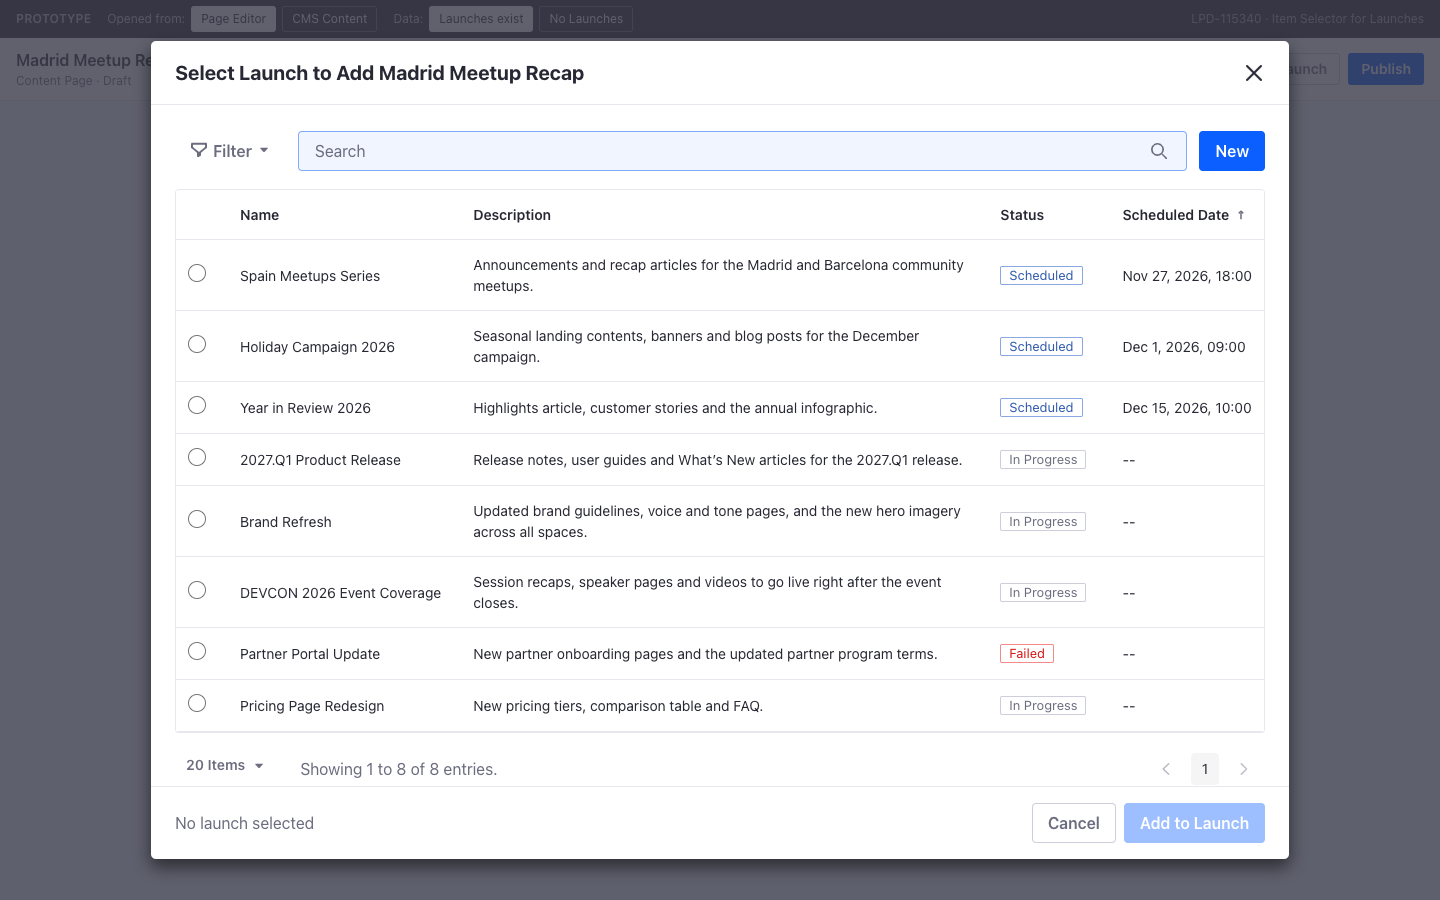 PROTOTYPE Opened from: Page Editor CMS Content Data: Launches exist No Launches LPD-115340 · Item Selector for Launches
Madrid Meetup Re
Content Page · Draft
aunch Publish
Select Launch to Add Madrid Meetup Recap
Filter Search New
Name Description Status Scheduled Date ↑
Spain Meetups Series Announcements and recap articles for the Madrid and Barcelona community
meetups. Scheduled Nov 27, 2026, 18:00
Holiday Campaign 2026 Seasonal landing contents, banners and blog posts for the December
campaign. Scheduled Dec 1, 2026, 09:00
Year in Review 2026 Highlights article, customer stories and the annual infographic. Scheduled Dec 15, 2026, 10:00
2027.Q1 Product Release Release notes, user guides and What’s New articles for the 2027.Q1 release. In Progress --
Brand Refresh Updated brand guidelines, voice and tone pages, and the new hero imagery
across all spaces. In Progress --
DEVCON 2026 Event Coverage Session recaps, speaker pages and videos to go live right after the event
closes. In Progress --
Partner Portal Update New partner onboarding pages and the updated partner program terms. Failed --
Pricing Page Redesign New pricing tiers, comparison table and FAQ. In Progress --
20 Items Showing 1 to 8 of 8 entries. 1
No launch selected Cancel Add to Launch